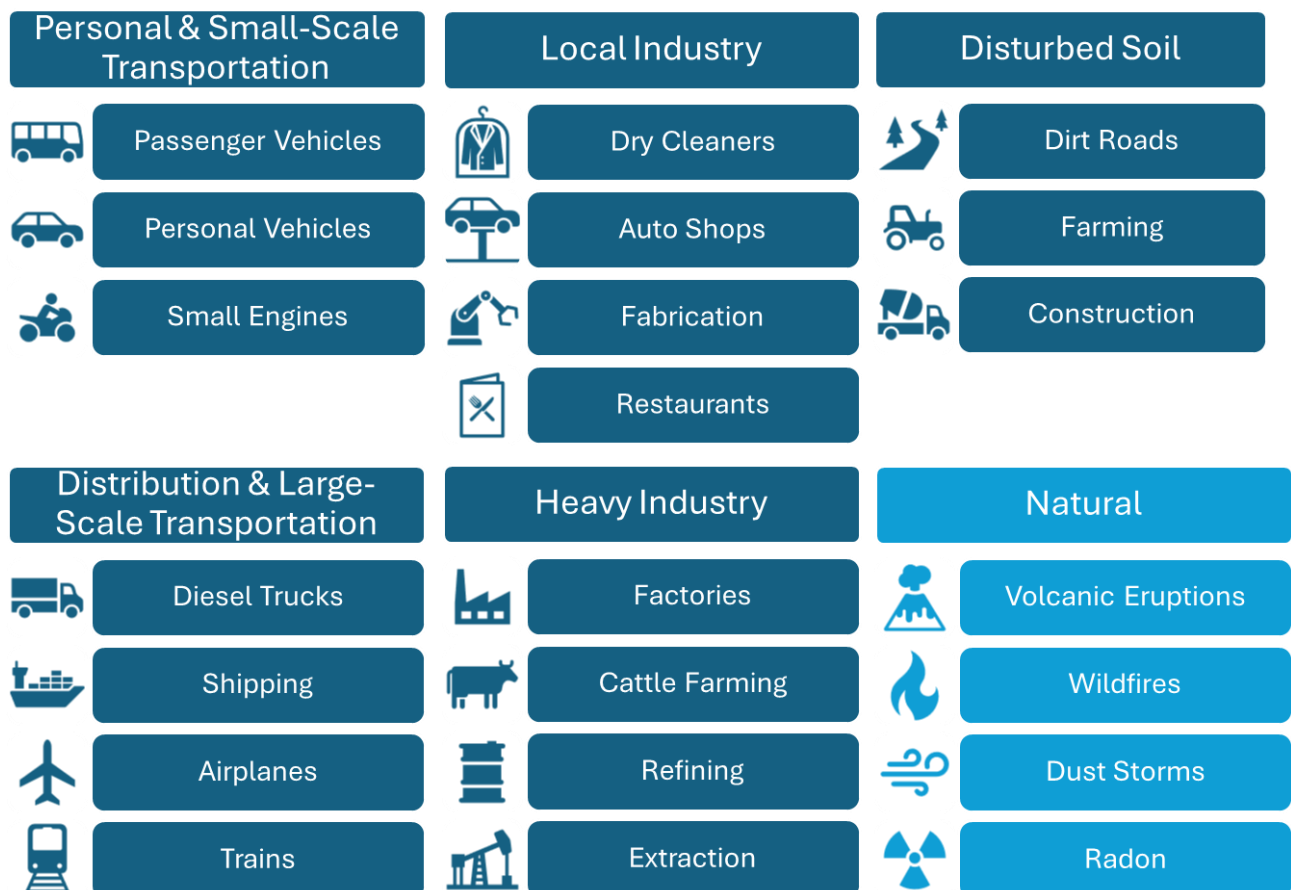 Personal & Small-Scale
Transportation
Passenger Vehicles
Personal Vehicles
Small Engines
Local Industry
Dry Cleaners
Auto Shops
Fabrication
Restaurants
Disturbed Soil
Dirt Roads
Farming
Construction
Distribution & Large-
Scale Transportation
Diesel Trucks
Shipping
Airplanes
Trains
Heavy Industry
Factories
Cattle Farming
Refining
Extraction
Natural
Volcanic Eruptions
Wildfires
Dust Storms
Radon